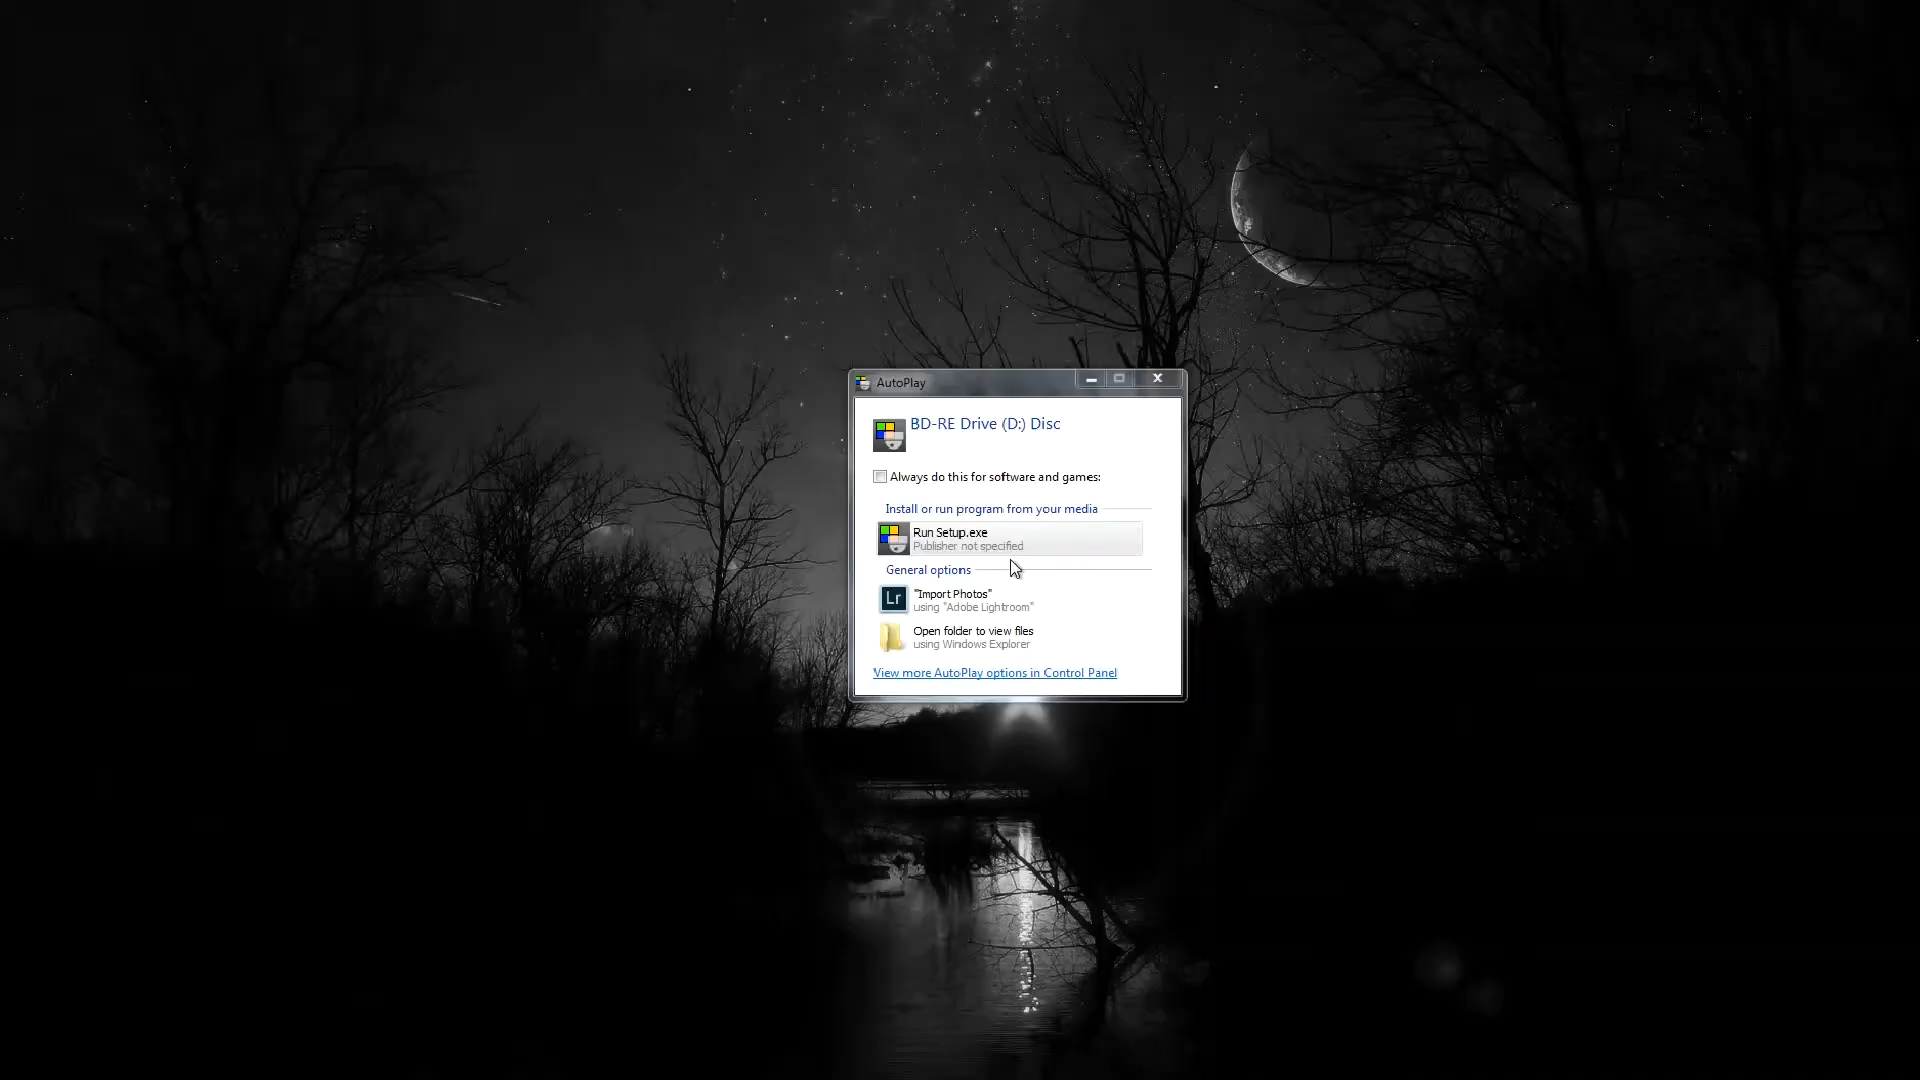 AutoPlay
BD-RE Drive (D:) Disc
Always do this for software and games:
Install or run program from your media
Run Setup.exe
Publisher not specified
General options
Lr
"Import Photos"
using "Adobe Lightroom"
Open folder to view files
using Windows Explorer
View more AutoPlay options in Control Panel